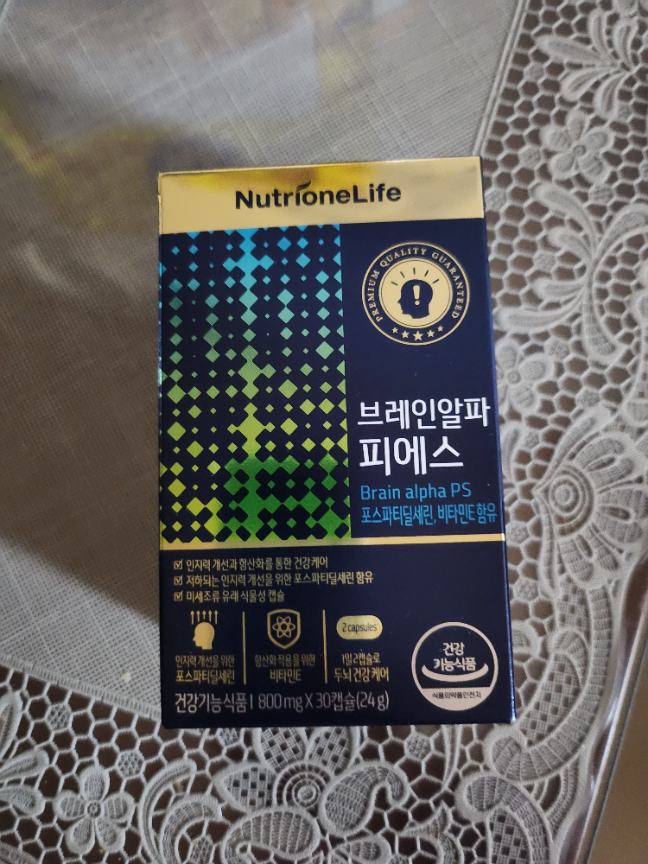 NutrioneLife
PREMIUM QUALITY GUARANTEED
브레인알파
피에스
Brain alpha PS
포스파티딜세린, 비타민E 함유
인지력 개선과 항산화를 통한 건강케어
저하되는 인지력 개선을 위한 포스파티딜세린 함유
미세조류 유래 식물성 캡슐
인지력 개선을 위한
포스파티딜세린
항산화 작용을 위한
비타민E
2 capsules
1일 2캡슐로
두뇌 건강 케어
건강
기능식품
식품의약품안전처
건강기능식품 | 800 mg X 30캡슐(24 g)